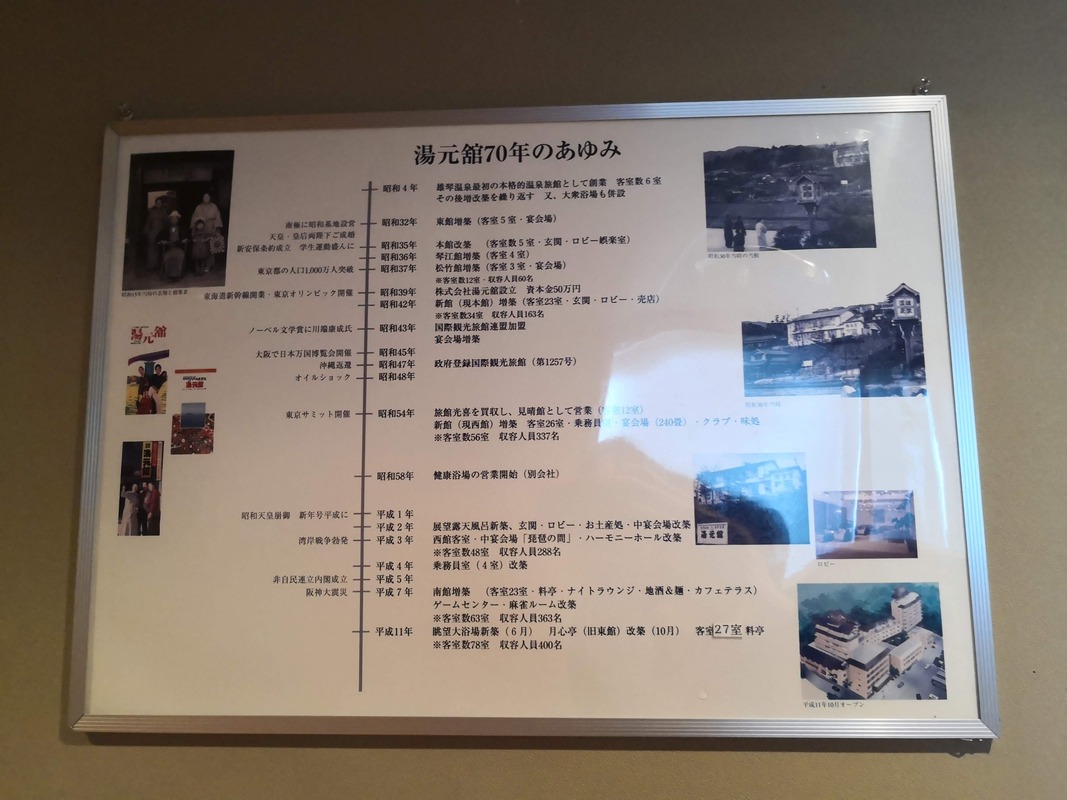 湯元舘70年のあゆみ
昭和4年 雄琴温泉最初の本格的温泉旅館として創業 客室数6室
その後増改築を繰り返す 又、大衆浴場も併設
南極に昭和基地設営 昭和32年 東館増築(客室5室・宴会場)
天皇・皇后両陛下ご成婚
新安保条約成立 学生運動盛んに 昭和35年 本館改築 (客室数5室・玄関・ロビー娯楽室)
昭和36年 琴江館増築(客室4室)
東京都の人口1,000万人突破 昭和37年 松竹館増築(客室3室・宴会場)
※客室数12室・収容人員60名
東海道新幹線開業・東京オリンピック開催 昭和39年 株式会社湯元舘設立 資本金50万円
昭和42年 新館(現本館)増築(客室23室・玄関・ロビー・売店)
※客室数34室 収容人員163名
ノーベル文学賞に川端康成氏 昭和43年 国際観光旅館連盟加盟
宴会場増築
大阪で日本万国博覧会開催 昭和45年
沖縄返還 昭和47年 政府登録国際観光旅館(第1257号)
オイルショック 昭和48年
東京サミット開催 昭和54年 旅館光喜を買収し、見晴館として営業(客室12室)
新館(現西館)増築 客室26室・乗務員室・宴会場(240畳)・クラブ・味処
※客室数56室 収容人員337名
昭和58年 健康浴場の営業開始(別会社)
昭和天皇崩御 新年号平成に 平成1年
平成2年 展望露天風呂新築、玄関・ロビー・お土産処・中宴会場改築
湾岸戦争勃発 平成3年 西館客室・中宴会場「琵琶の間」・ハーモニーホール改築
※客室数48室 収容人員288名
平成4年 乗務員室(4室)改築
非自民連立内閣成立 平成5年
阪神大震災 平成7年 南館増築 (客室23室・料亭・ナイトラウンジ・地酒&麺・カフェテラス)
ゲームセンター・麻雀ルーム改築
※客室数63室 収容人員363名
平成11年 眺望大浴場新築(6月) 月心亭(旧東館)改築(10月) 客室27室 料亭
※客室数78室 収容人員400名
昭和30年当時の当館
湯元舘
湯元舘
ロビー
平成11年10月オープン